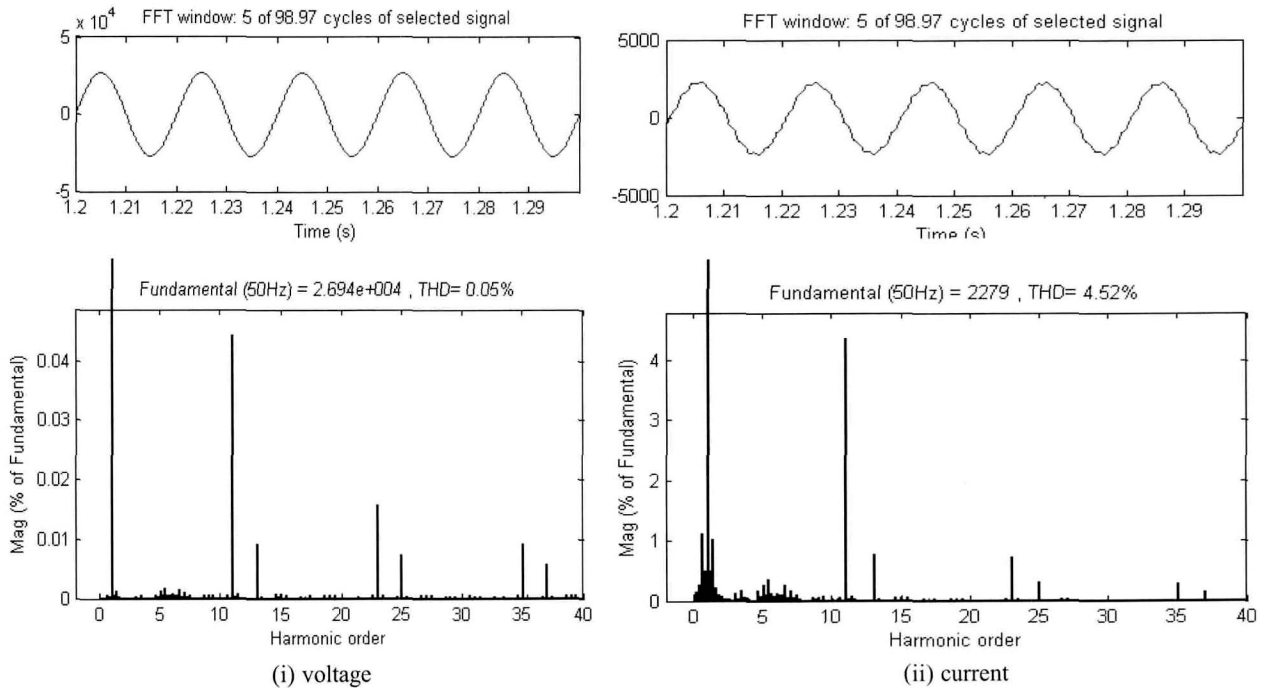 FFT window: 5 of 98.97 cycles of selected signal
x 10⁴
5
0
-5
1.2 1.21 1.22 1.23 1.24 1.25 1.26 1.27 1.28 1.29
Time (s)
Fundamental (50Hz) = 2.694e+004 , THD= 0.05%
Mag (% of Fundamental)
0.04
0.03
0.02
0.01
0
0 5 10 15 20 25 30 35 40
Harmonic order
(i) voltage
FFT window: 5 of 98.97 cycles of selected signal
5000
0
-5000
1.2 1.21 1.22 1.23 1.24 1.25 1.26 1.27 1.28 1.29
Time (s)
Fundamental (50Hz) = 2279 , THD= 4.52%
Mag (% of Fundamental)
4
3
2
1
0
0 5 10 15 20 25 30 35 40
Harmonic order
(ii) current